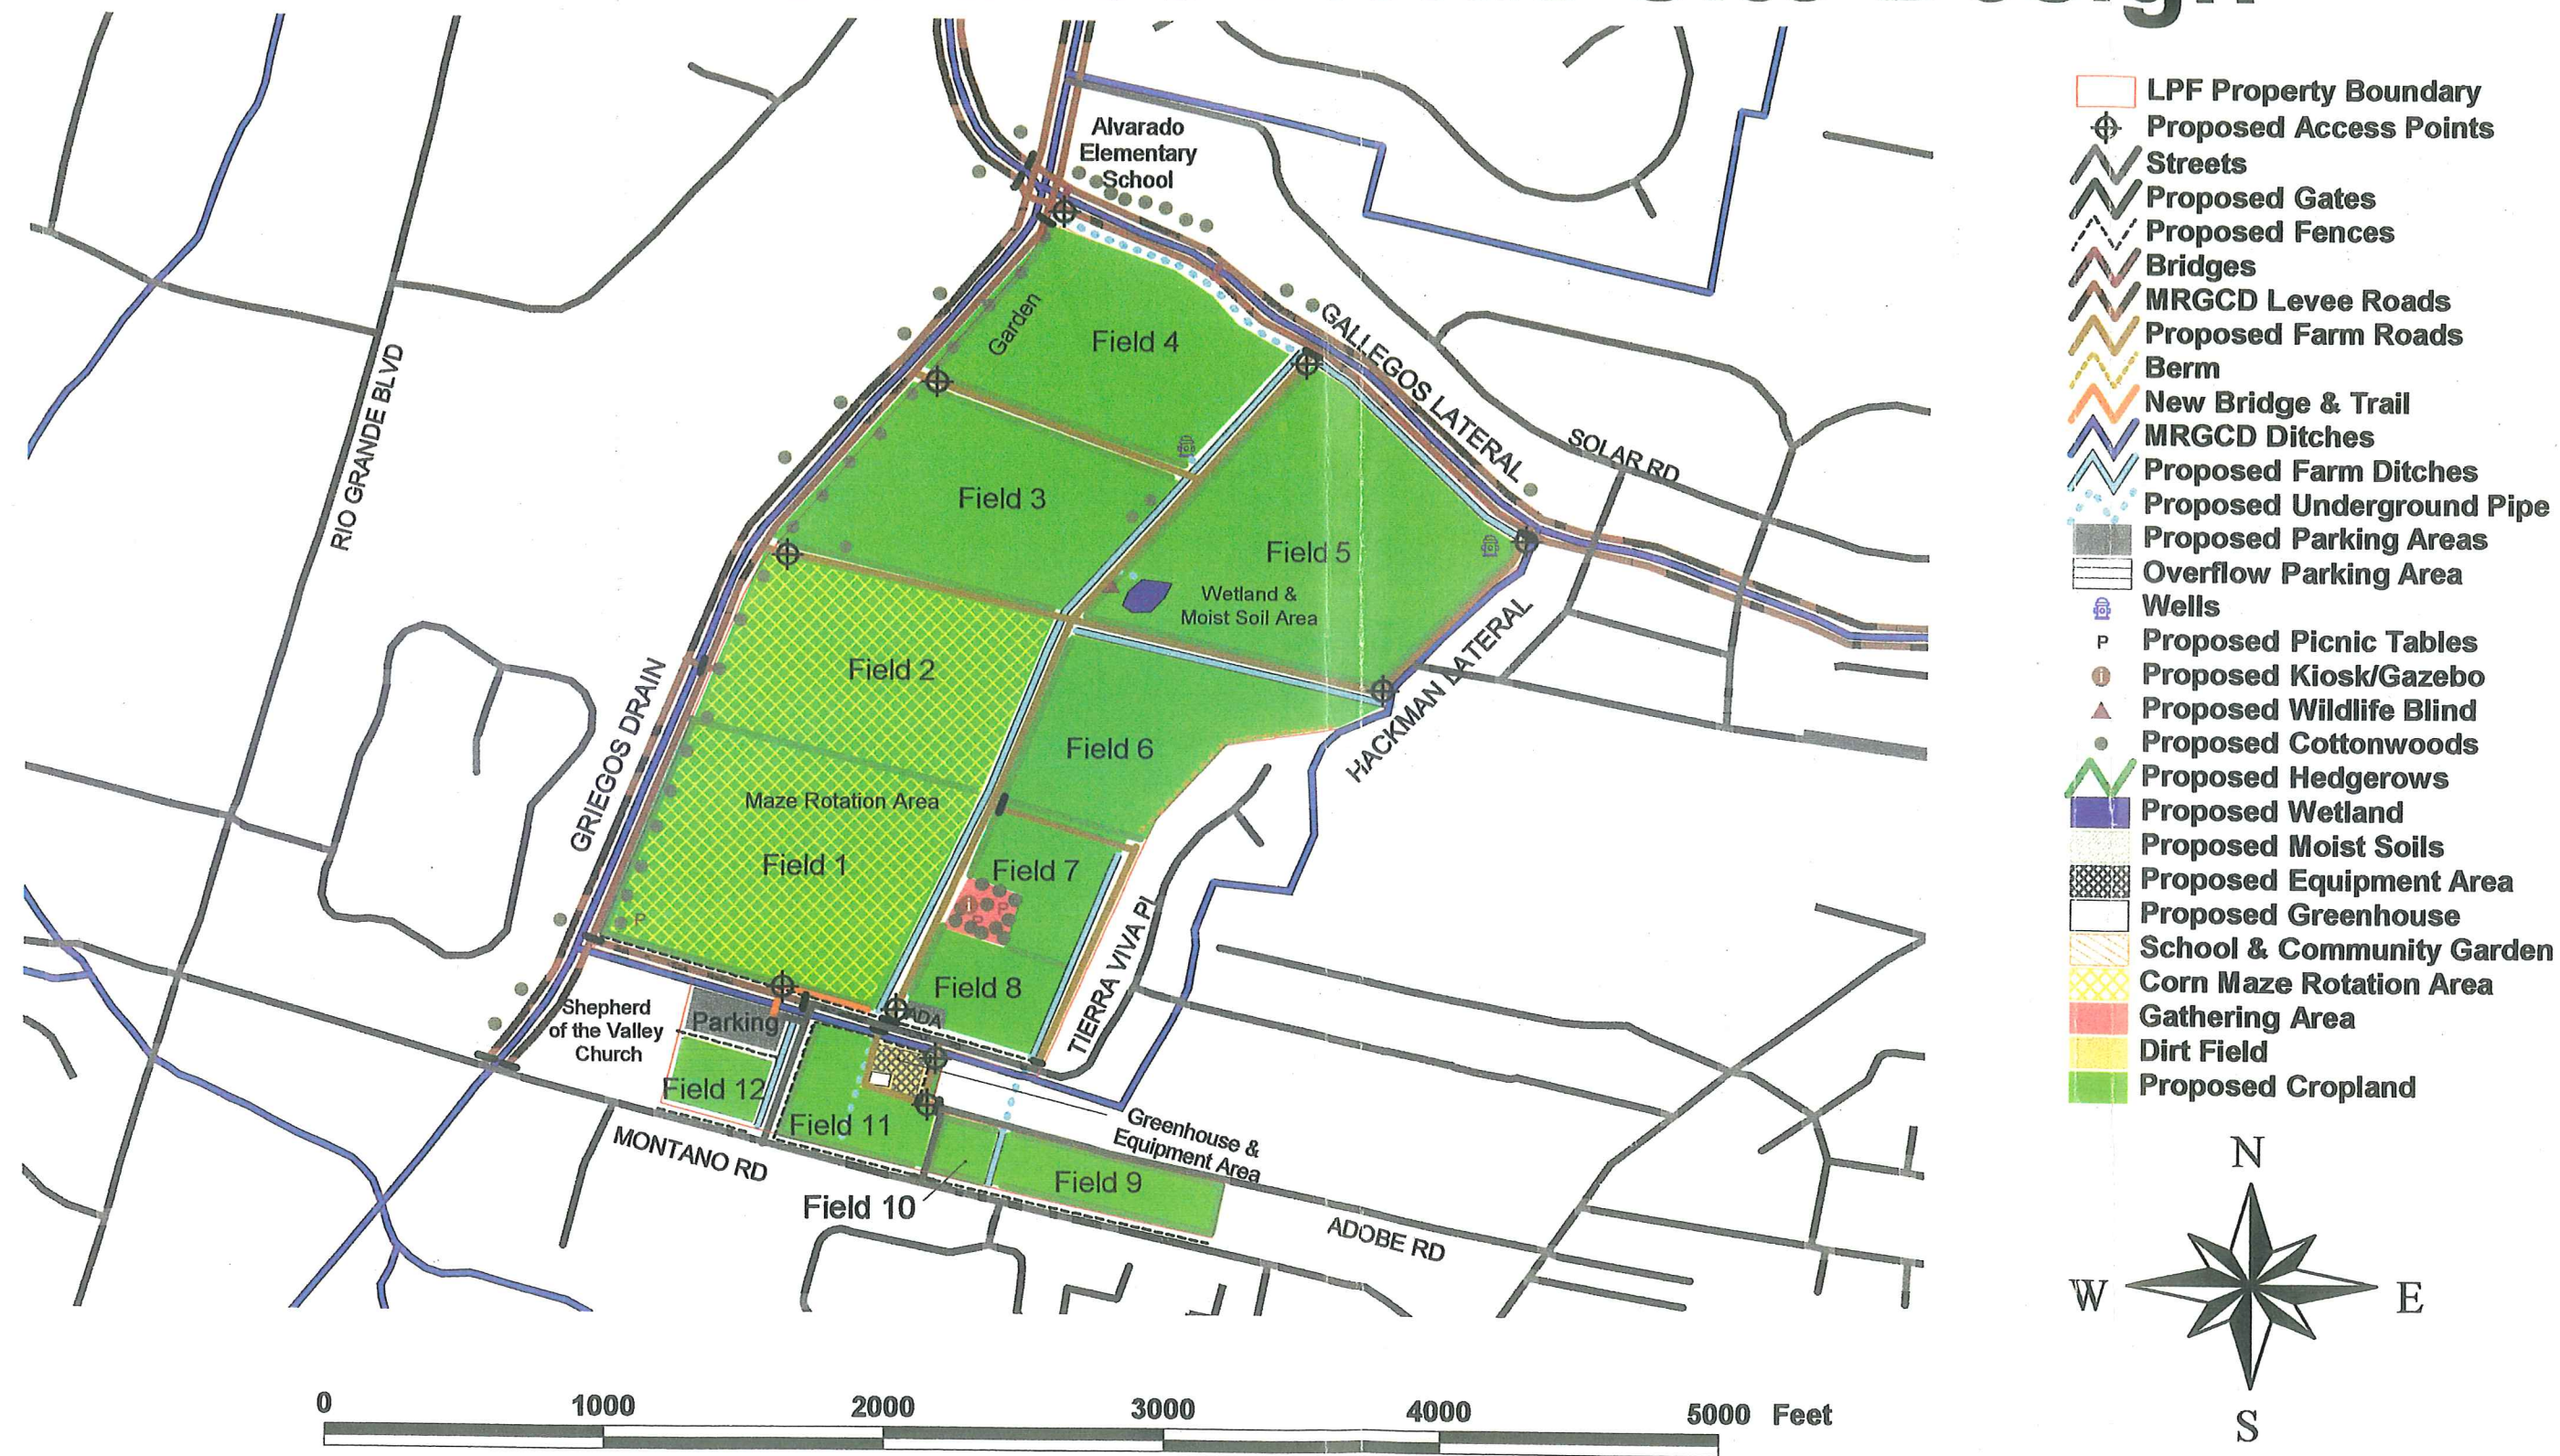 Site Design
LPF Property Boundary
Proposed Access Points
Streets
Proposed Gates
Proposed Fences
Bridges
MRGCD Levee Roads
Proposed Farm Roads
Berm
New Bridge & Trail
MRGCD Ditches
Proposed Farm Ditches
Proposed Underground Pipe
Proposed Parking Areas
Overflow Parking Area
Wells
P Proposed Picnic Tables
i Proposed Kiosk/Gazebo
Proposed Wildlife Blind
Proposed Cottonwoods
Proposed Hedgerows
Proposed Wetland
Proposed Moist Soils
Proposed Equipment Area
Proposed Greenhouse
School & Community Garden
Corn Maze Rotation Area
Gathering Area
Dirt Field
Proposed Cropland
Alvarado
Elementary
School
Garden
Field 4
GALLEGOS LATERAL
SOLAR RD
RIO GRANDE BLVD
Field 3
Field 5
Wetland &
Moist Soil Area
Field 2
HACKMAN LATERAL
GRIEGOS DRAIN
Field 6
Maze Rotation Area
Field 1
Field 7
i
P
P
P
TIERRA VIVA Pl
Field 8
ADA
Shepherd
of the Valley
Church
Parking
Field 12
Field 11
Greenhouse &
Equipment Area
MONTANO RD
Field 10
Field 9
ADOBE RD
N
W
E
S
0 1000 2000 3000 4000 5000 Feet